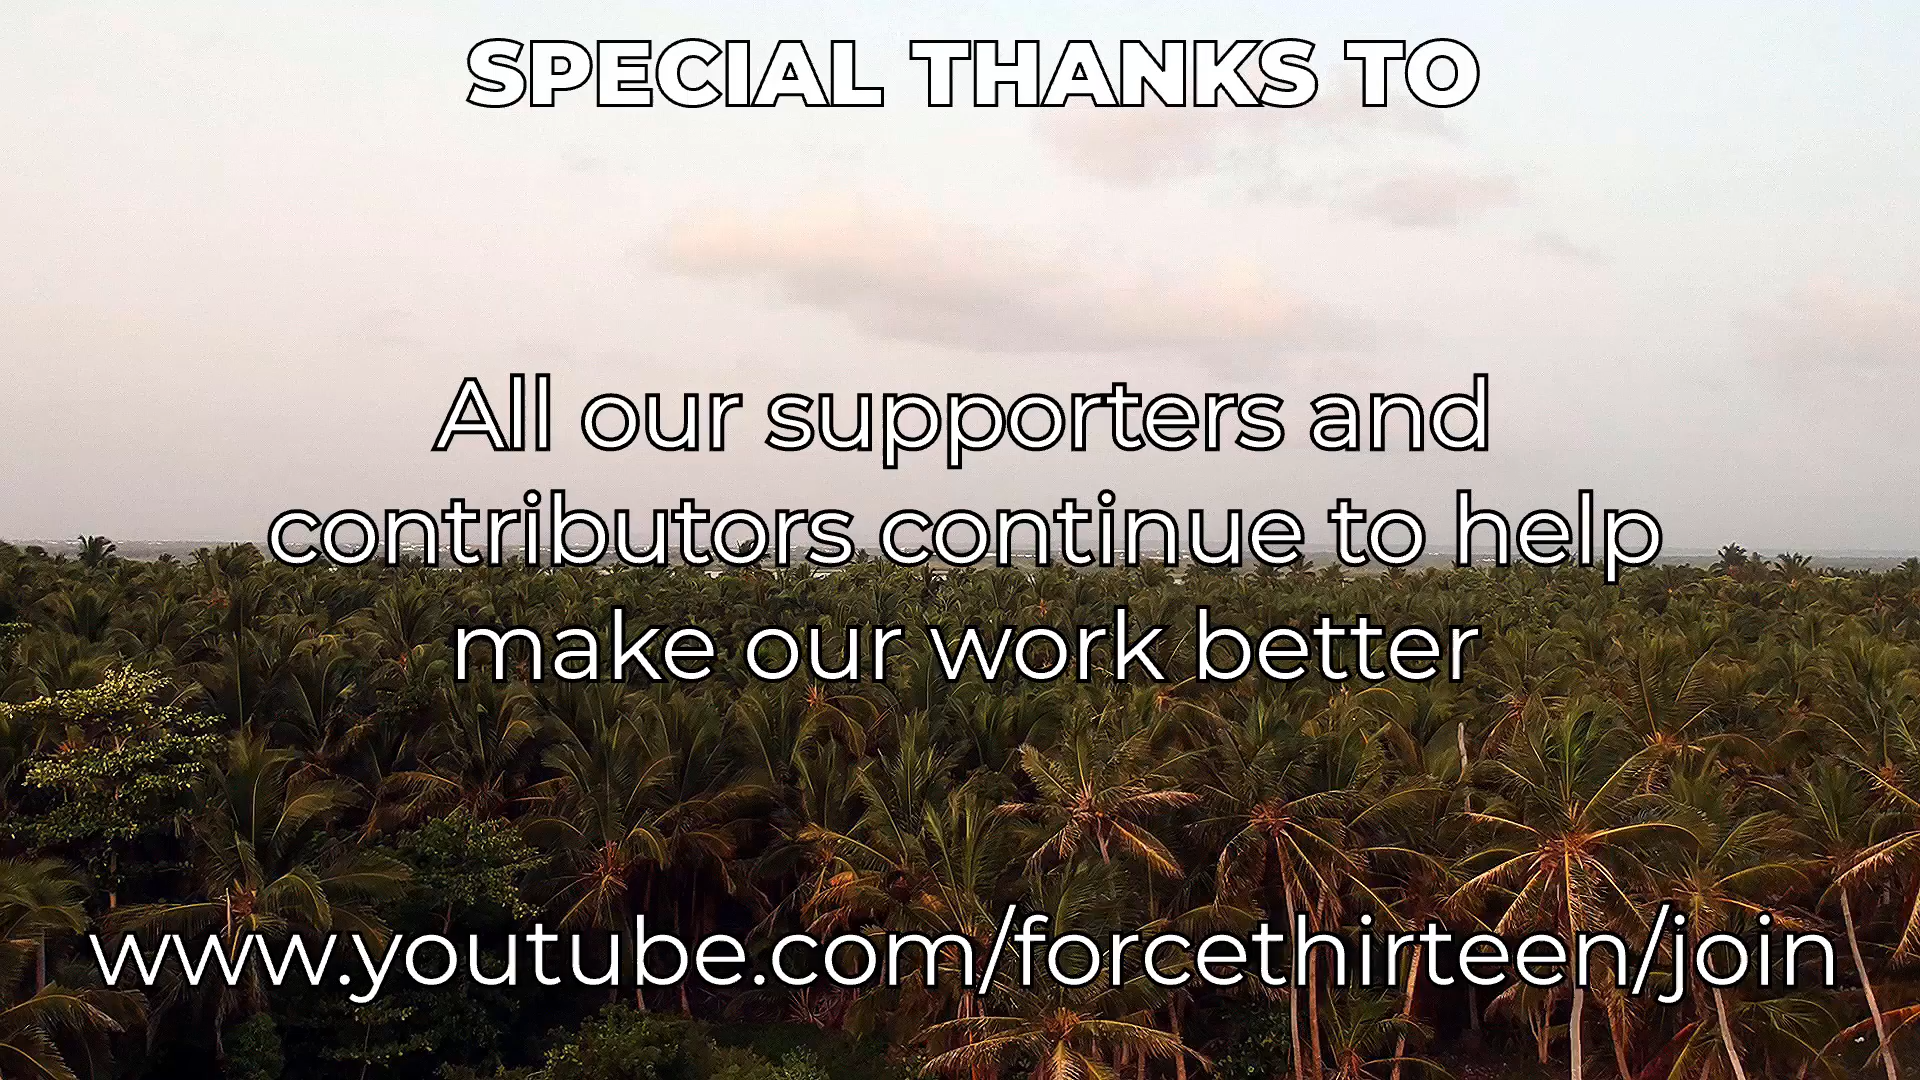 SPECIAL THANKS TO
All our supporters and
contributors continue to help
make our work better
www.youtube.com/forcethirteen/join